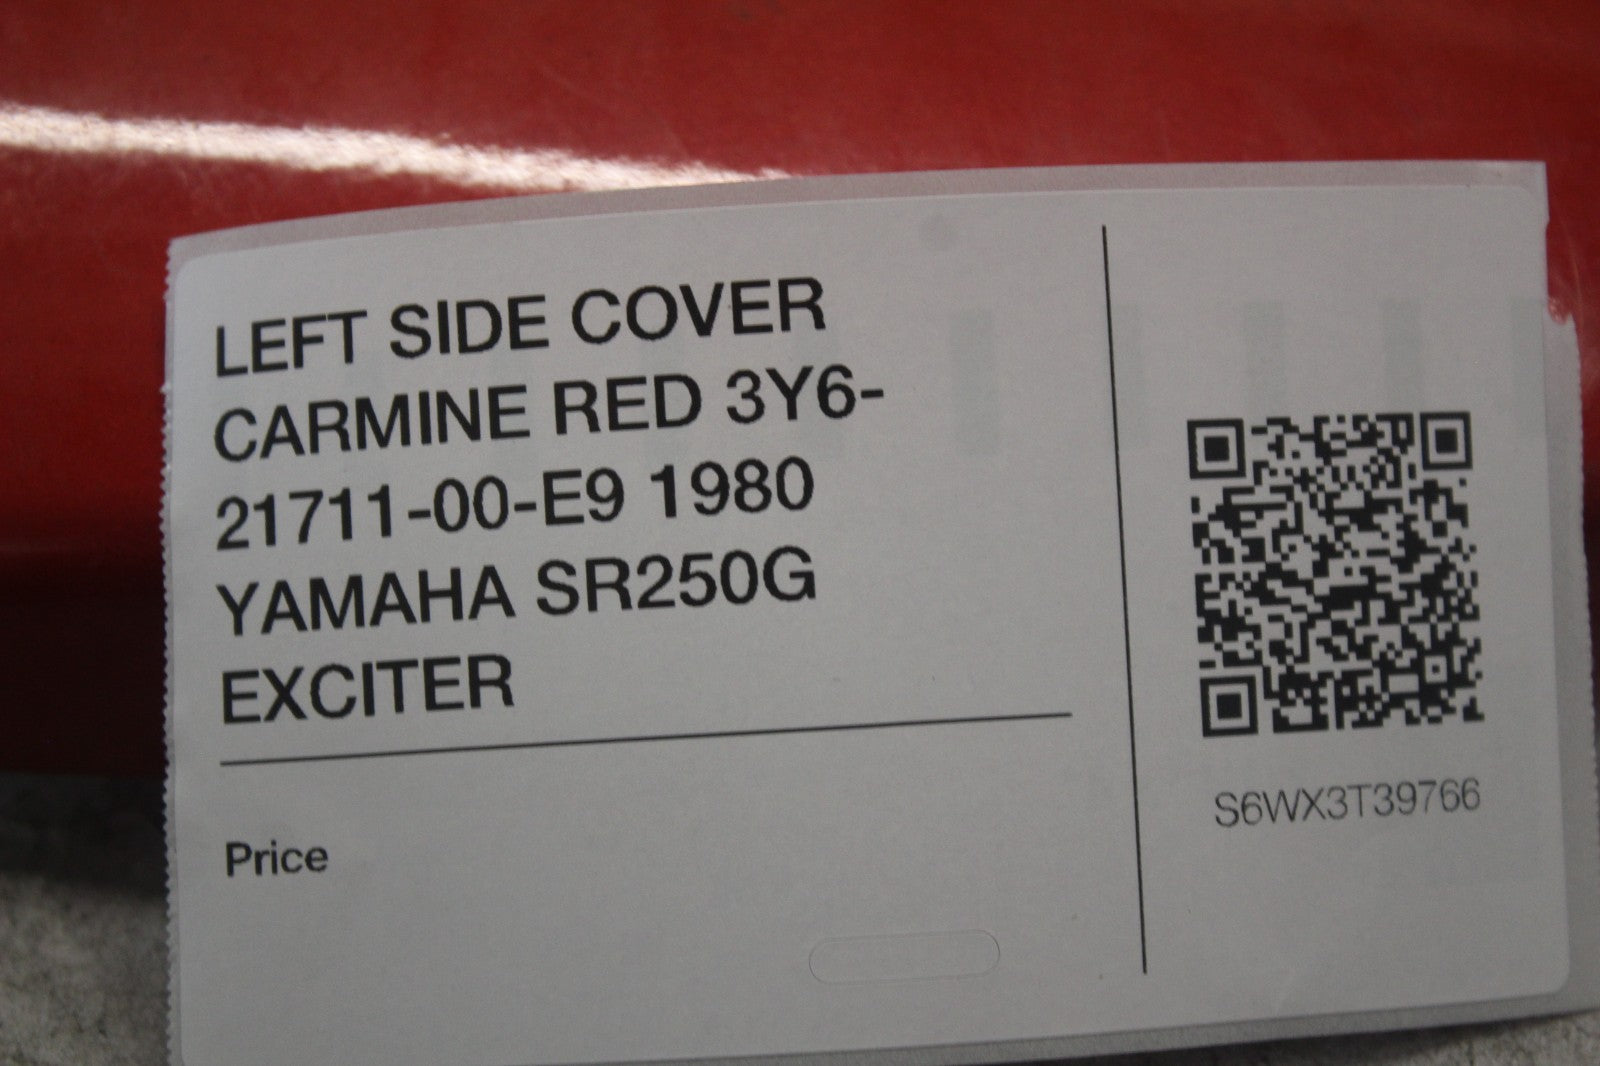 LEFT SIDE COVER
CARMINE RED 3Y6-
21711-00-E9 1980
YAMAHA SR250G
EXCITER
Price
S6WX3T39766